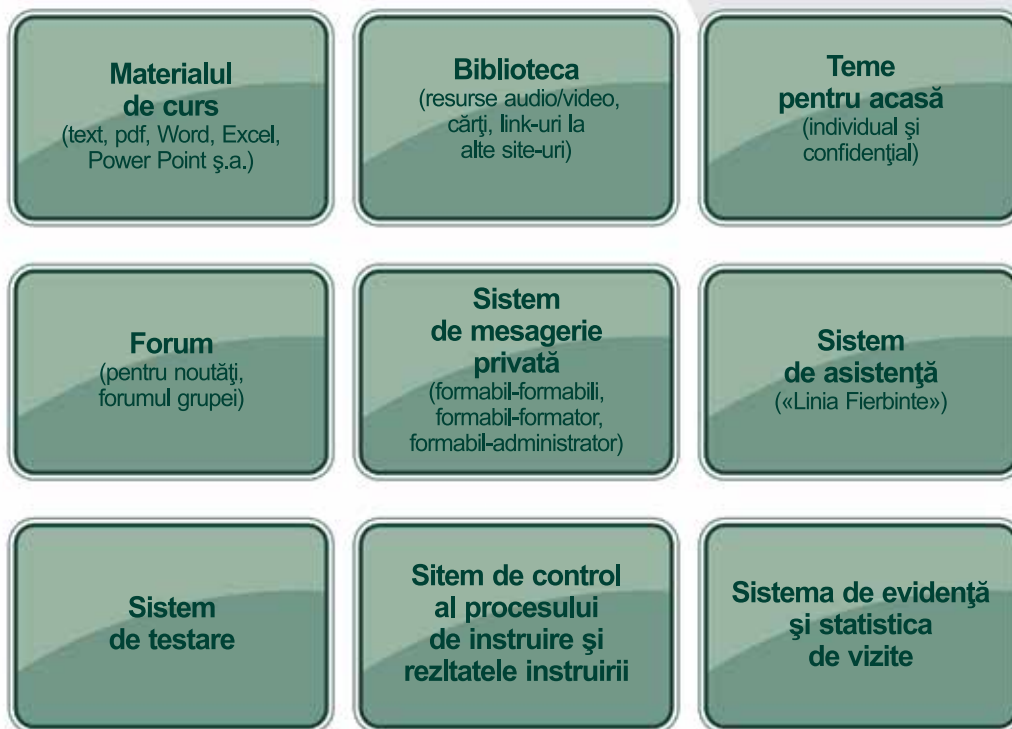 Materialul
de curs
(text, pdf, Word, Excel,
Power Point ş.a.)
Biblioteca
(resurse audio/video,
cărţi, link-uri la
alte site-uri)
Teme
pentru acasă
(individual şi
confidenţial)
Forum
(pentru noutăţi,
forumul grupei)
Sistem
de mesagerie
privată
(formabil-formabili,
formabil-formator,
formabil-administrator)
Sistem
de asistenţă
(«Linia Fierbinte»)
Sistem
de testare
Sitem de control
al procesului
de instruire şi
rezltatele instruirii
Sistema de evidenţă
şi statistica
de vizite